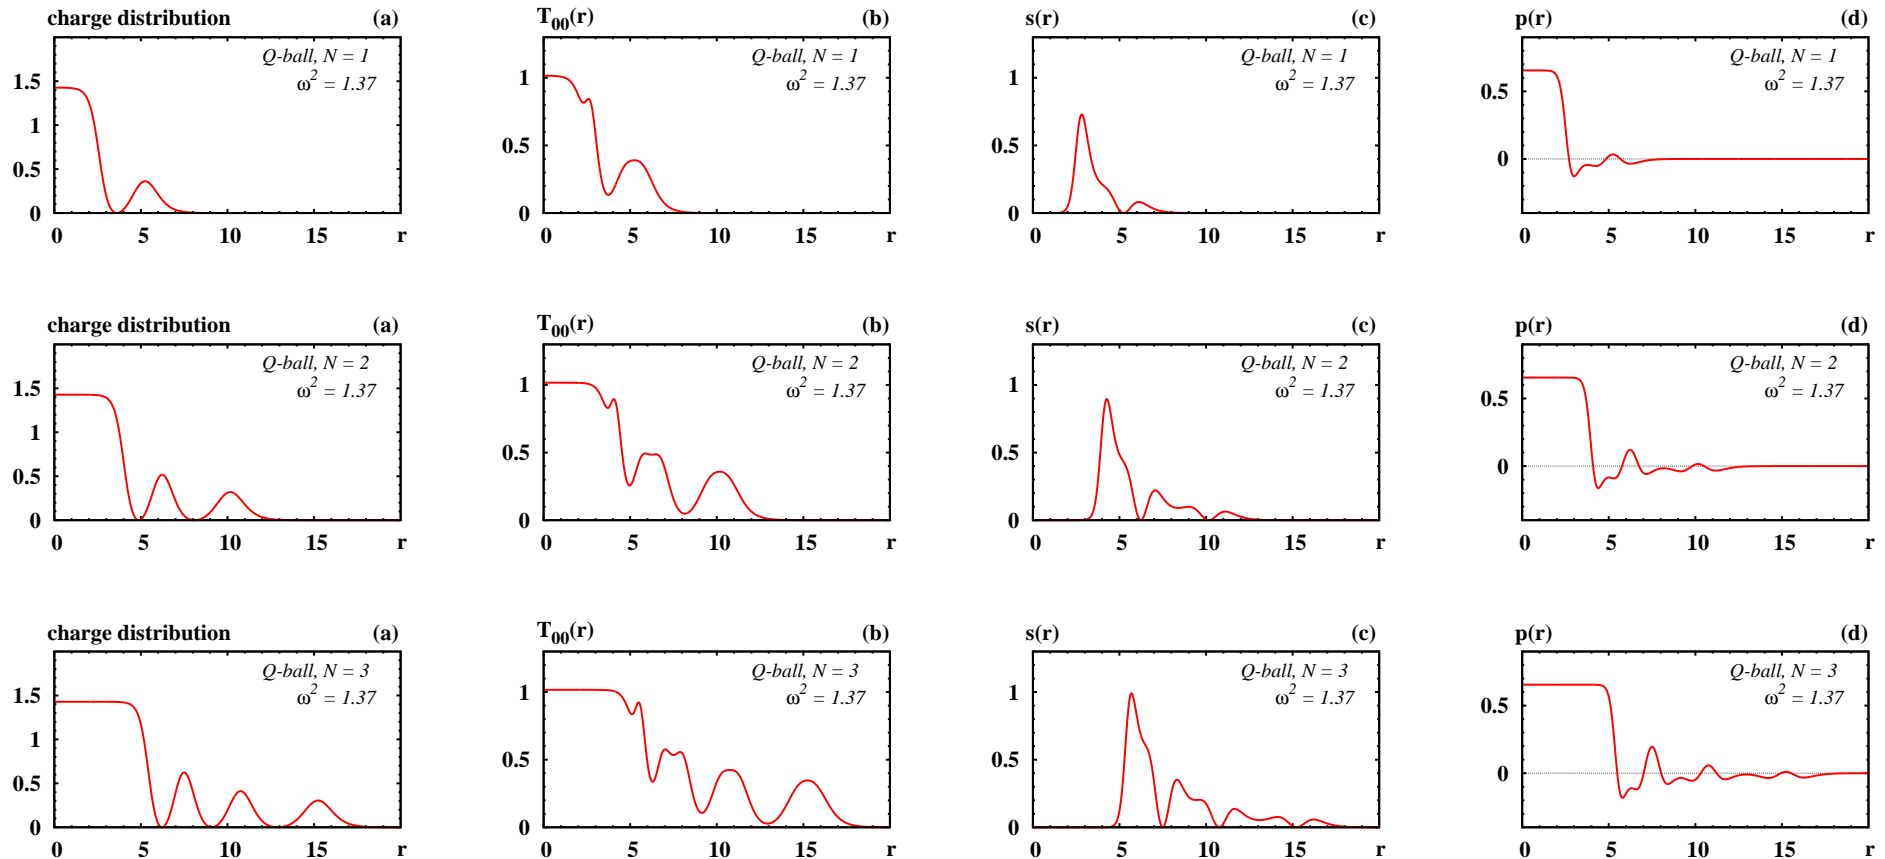 charge distribution (a)
Q-ball, N = 1
ω² = 1.37
1.5
1
0.5
0
0 5 10 15 r
T₀₀(r) (b)
Q-ball, N = 1
ω² = 1.37
1
0.5
0
0 5 10 15 r
s(r) (c)
Q-ball, N = 1
ω² = 1.37
1
0.5
0
0 5 10 15 r
p(r) (d)
Q-ball, N = 1
ω² = 1.37
0.5
0
0 5 10 15 r
charge distribution (a)
Q-ball, N = 2
ω² = 1.37
1.5
1
0.5
0
0 5 10 15 r
T₀₀(r) (b)
Q-ball, N = 2
ω² = 1.37
1
0.5
0
0 5 10 15 r
s(r) (c)
Q-ball, N = 2
ω² = 1.37
1
0.5
0
0 5 10 15 r
p(r) (d)
Q-ball, N = 2
ω² = 1.37
0.5
0
0 5 10 15 r
charge distribution (a)
Q-ball, N = 3
ω² = 1.37
1.5
1
0.5
0
0 5 10 15 r
T₀₀(r) (b)
Q-ball, N = 3
ω² = 1.37
1
0.5
0
0 5 10 15 r
s(r) (c)
Q-ball, N = 3
ω² = 1.37
1
0.5
0
0 5 10 15 r
p(r) (d)
Q-ball, N = 3
ω² = 1.37
0.5
0
0 5 10 15 r